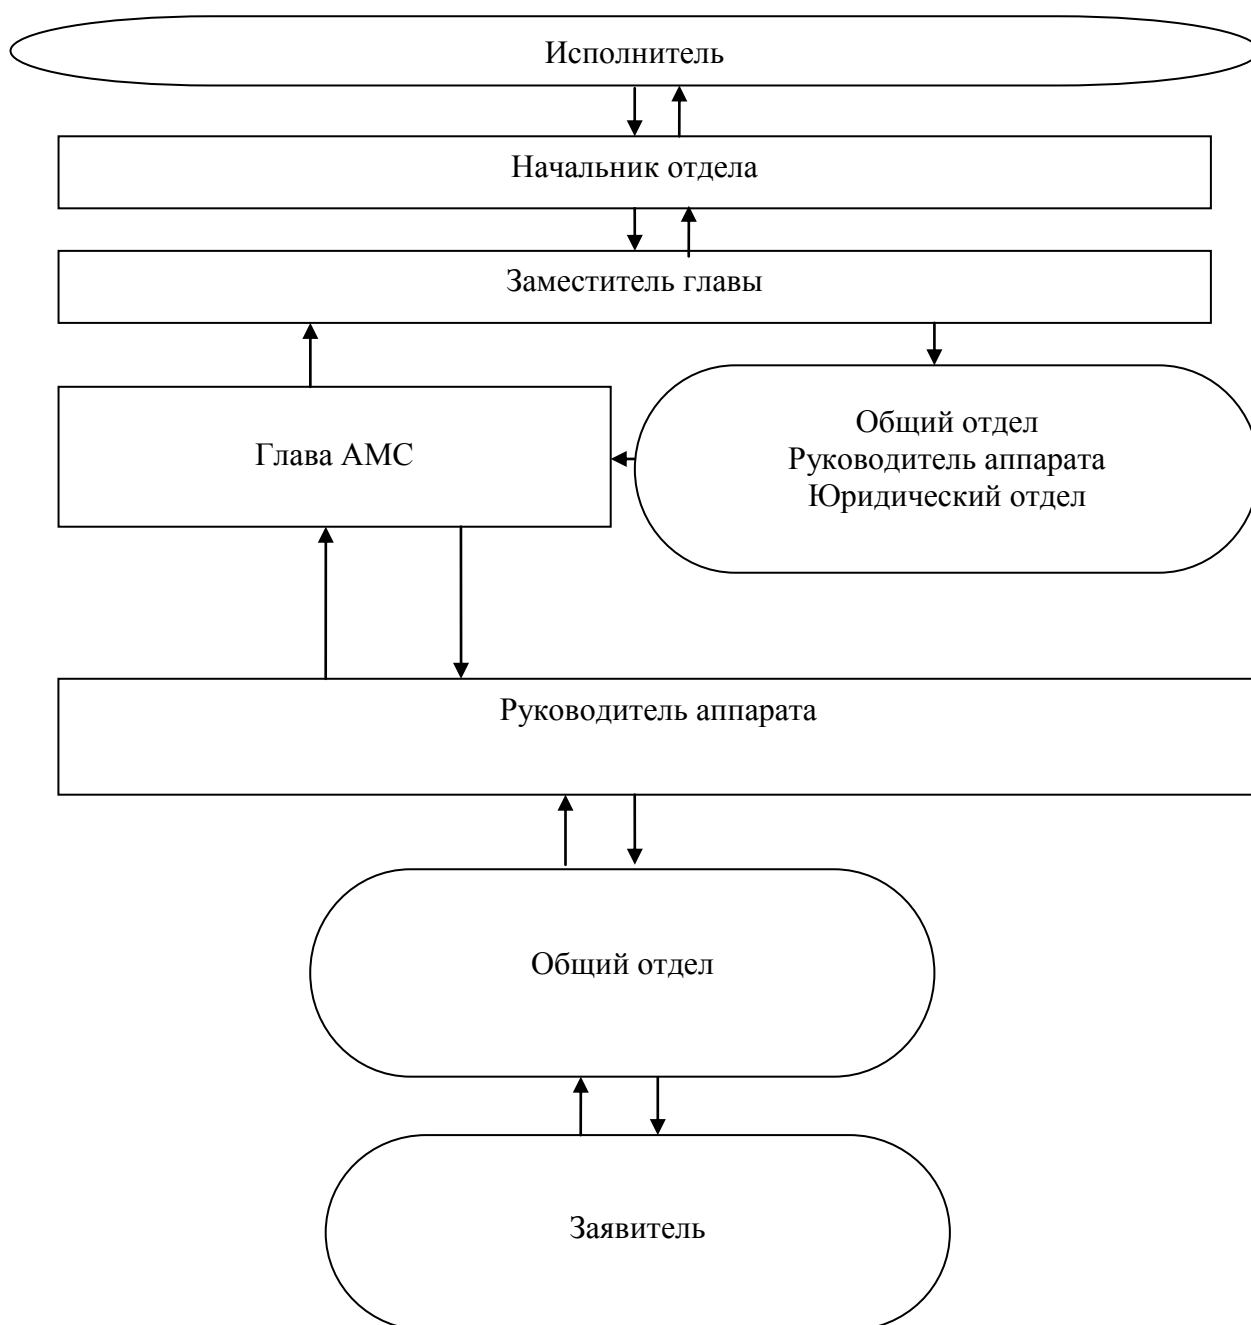 Исполнитель
Начальник отдела
Заместитель главы
Глава АМС
Общий отдел
Руководитель аппарата
Юридический отдел
Руководитель аппарата
Общий отдел
Заявитель